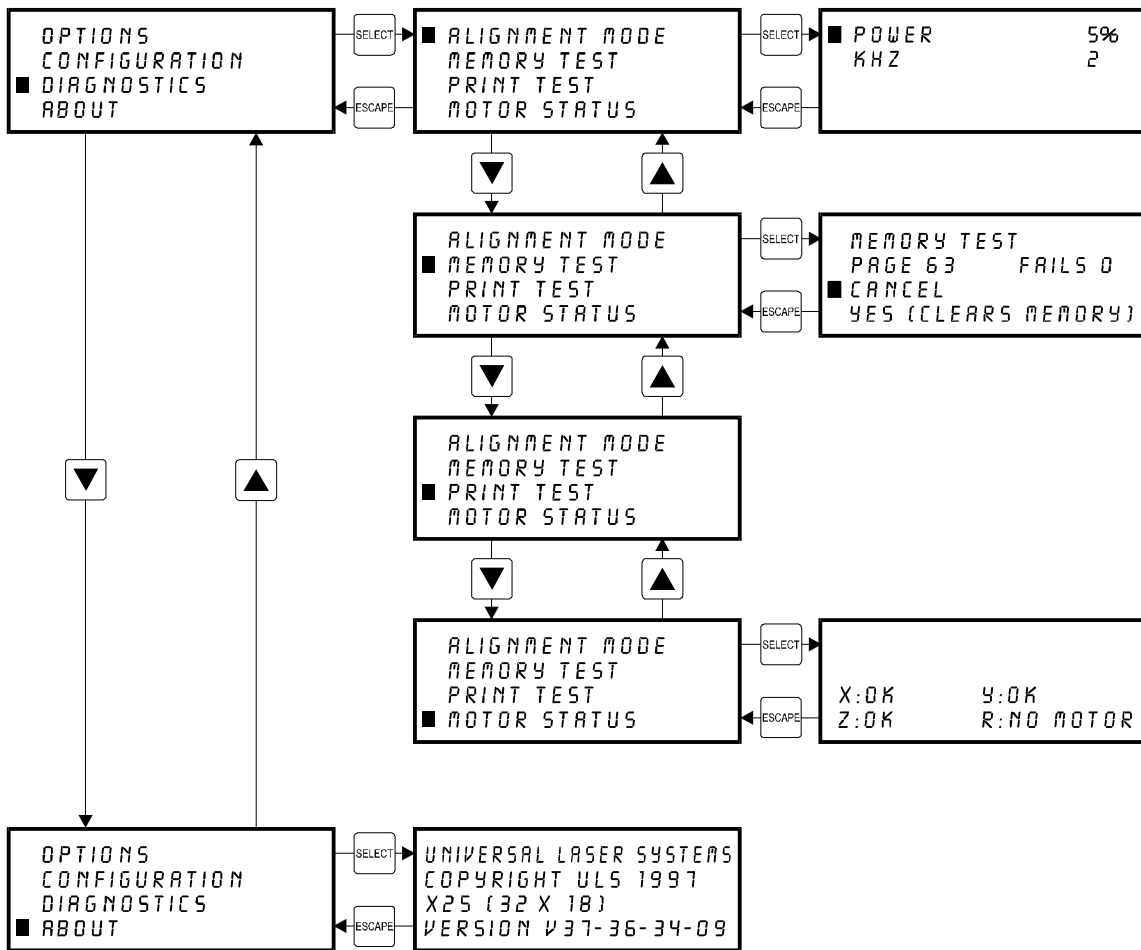 OPTIONS
CONFIGURATION
DIAGNOSTICS
ABOUT
SELECT
ESCAPE
ALIGNMENT MODE
MEMORY TEST
PRINT TEST
MOTOR STATUS
SELECT
ESCAPE
POWER 5%
KHZ 2
ALIGNMENT MODE
MEMORY TEST
PRINT TEST
MOTOR STATUS
SELECT
ESCAPE
MEMORY TEST
PAGE 63 FAILS 0
CANCEL
YES (CLEARS MEMORY)
ALIGNMENT MODE
MEMORY TEST
PRINT TEST
MOTOR STATUS
ALIGNMENT MODE
MEMORY TEST
PRINT TEST
MOTOR STATUS
SELECT
ESCAPE
X:OK Y:OK
Z:OK R:NO MOTOR
OPTIONS
CONFIGURATION
DIAGNOSTICS
ABOUT
SELECT
ESCAPE
UNIVERSAL LASER SYSTEMS
COPYRIGHT ULS 1997
X25 (32 X 18)
VERSION V37-36-34-09